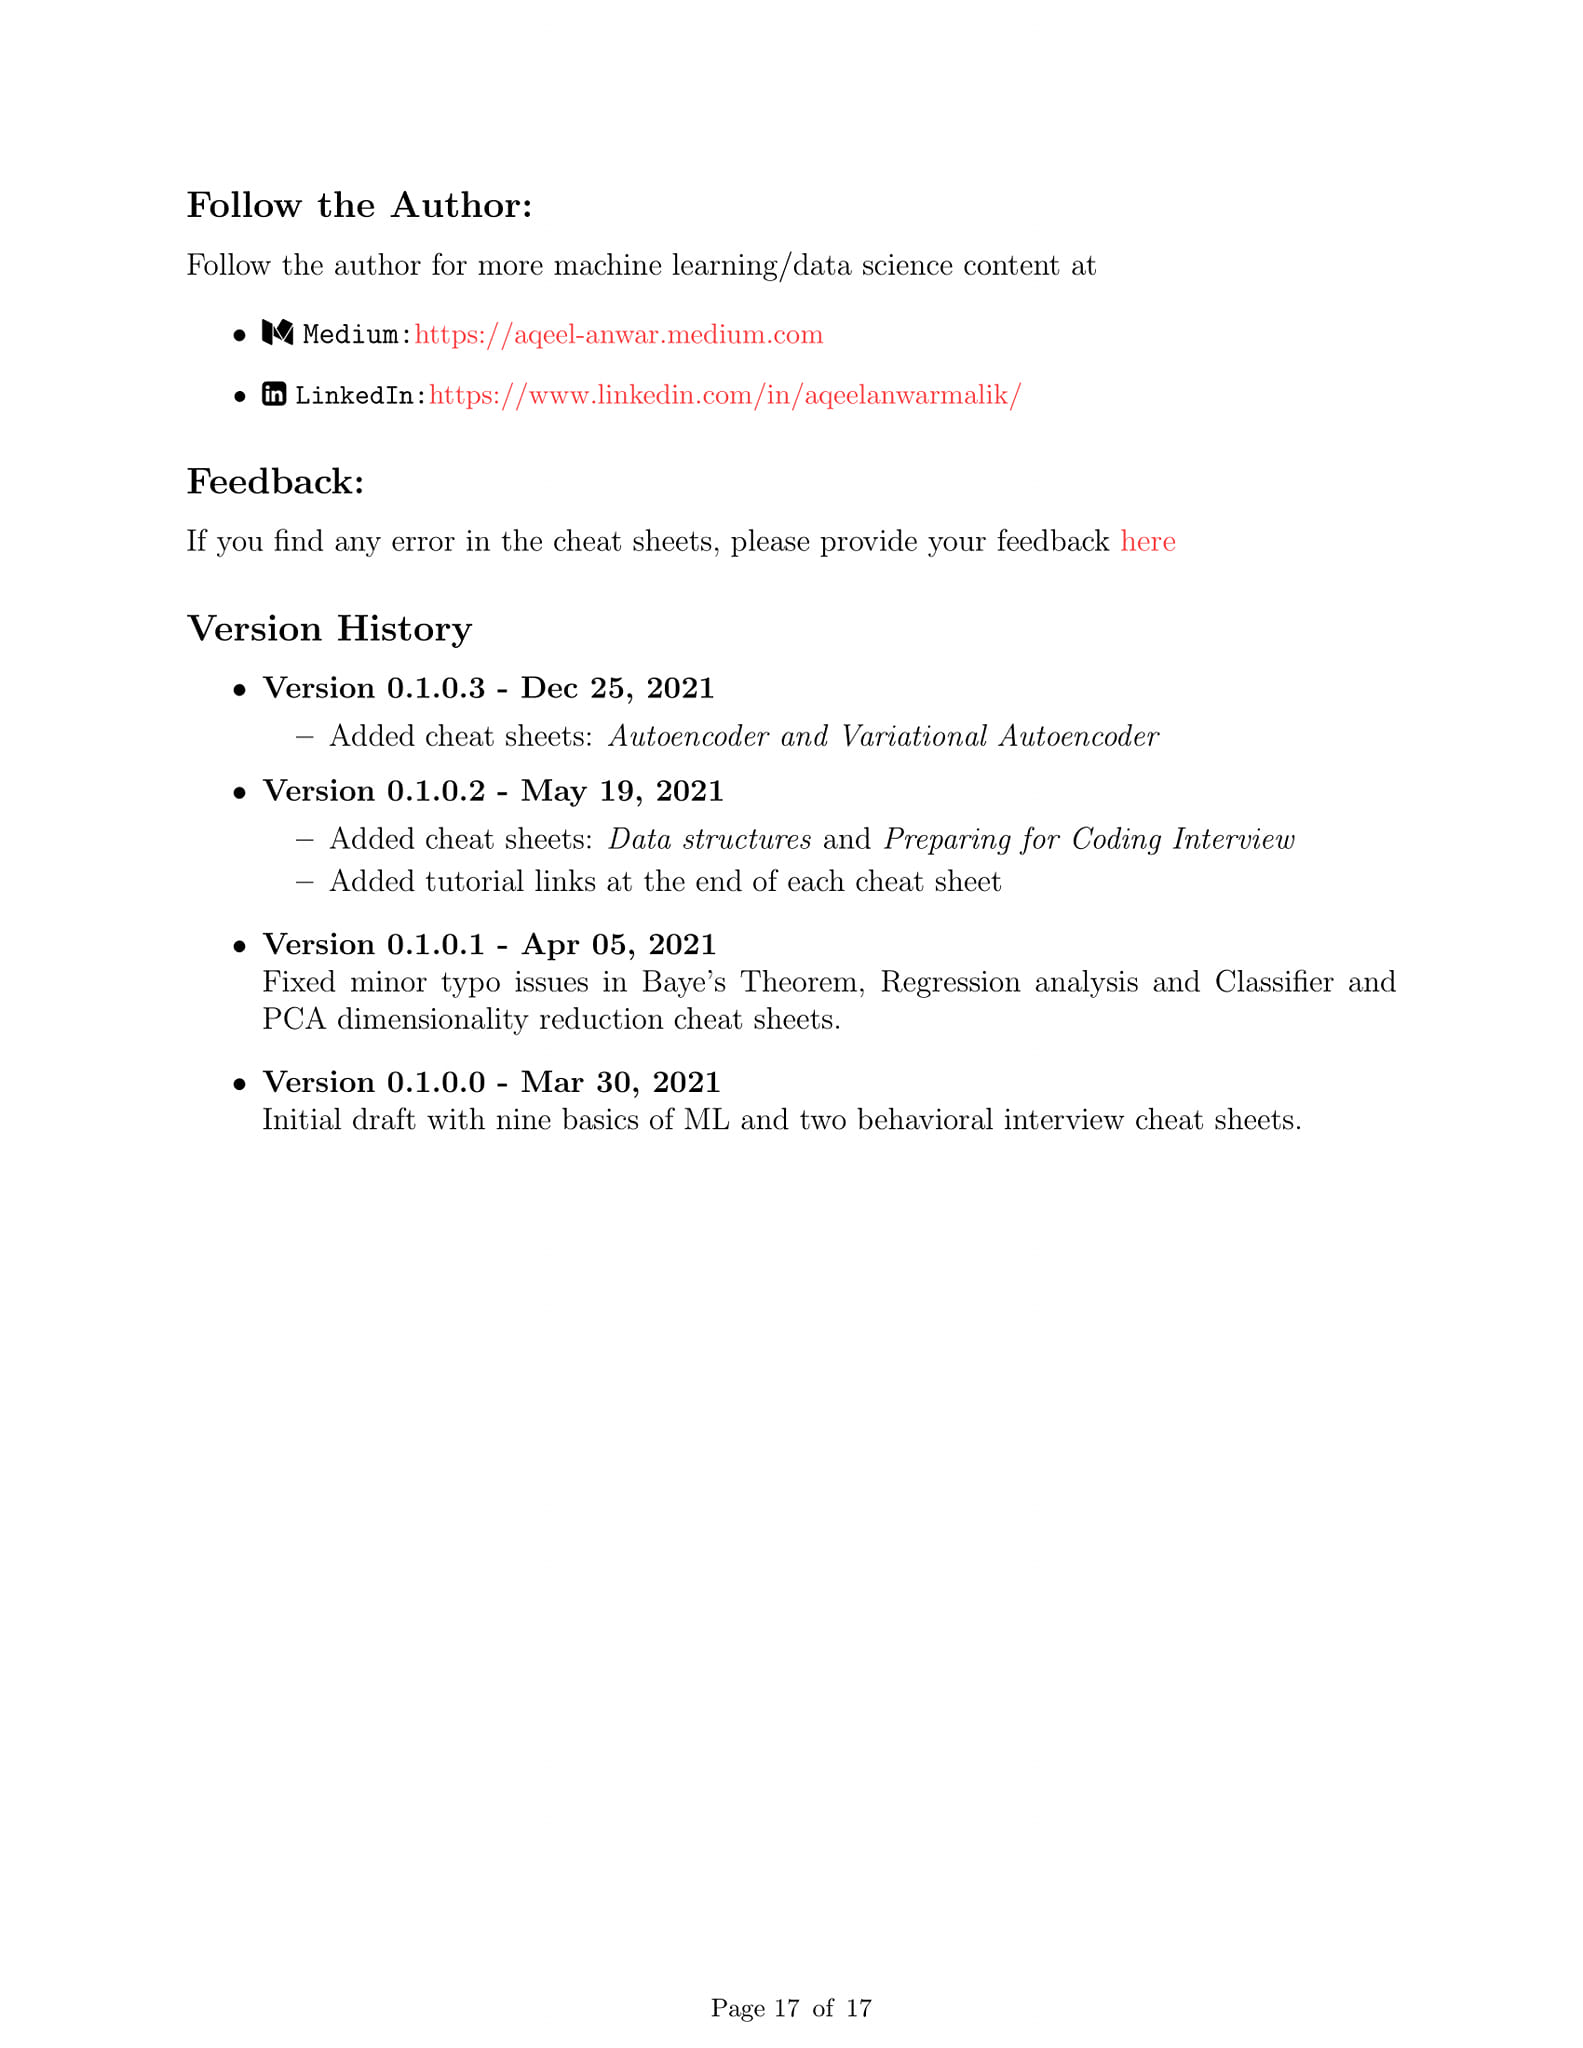 Follow the Author:
Follow the author for more machine learning/data science content at
• Medium:https://aqeel-anwar.medium.com
• in LinkedIn:https://www.linkedin.com/in/aqeelanwarmalik/
Feedback:
If you find any error in the cheat sheets, please provide your feedback here
Version History
• Version 0.1.0.3 - Dec 25, 2021
– Added cheat sheets: Autoencoder and Variational Autoencoder
• Version 0.1.0.2 - May 19, 2021
– Added cheat sheets: Data structures and Preparing for Coding Interview
– Added tutorial links at the end of each cheat sheet
• Version 0.1.0.1 - Apr 05, 2021
Fixed minor typo issues in Baye's Theorem, Regression analysis and Classifier and
PCA dimensionality reduction cheat sheets.
• Version 0.1.0.0 - Mar 30, 2021
Initial draft with nine basics of ML and two behavioral interview cheat sheets.
Page 17 of 17